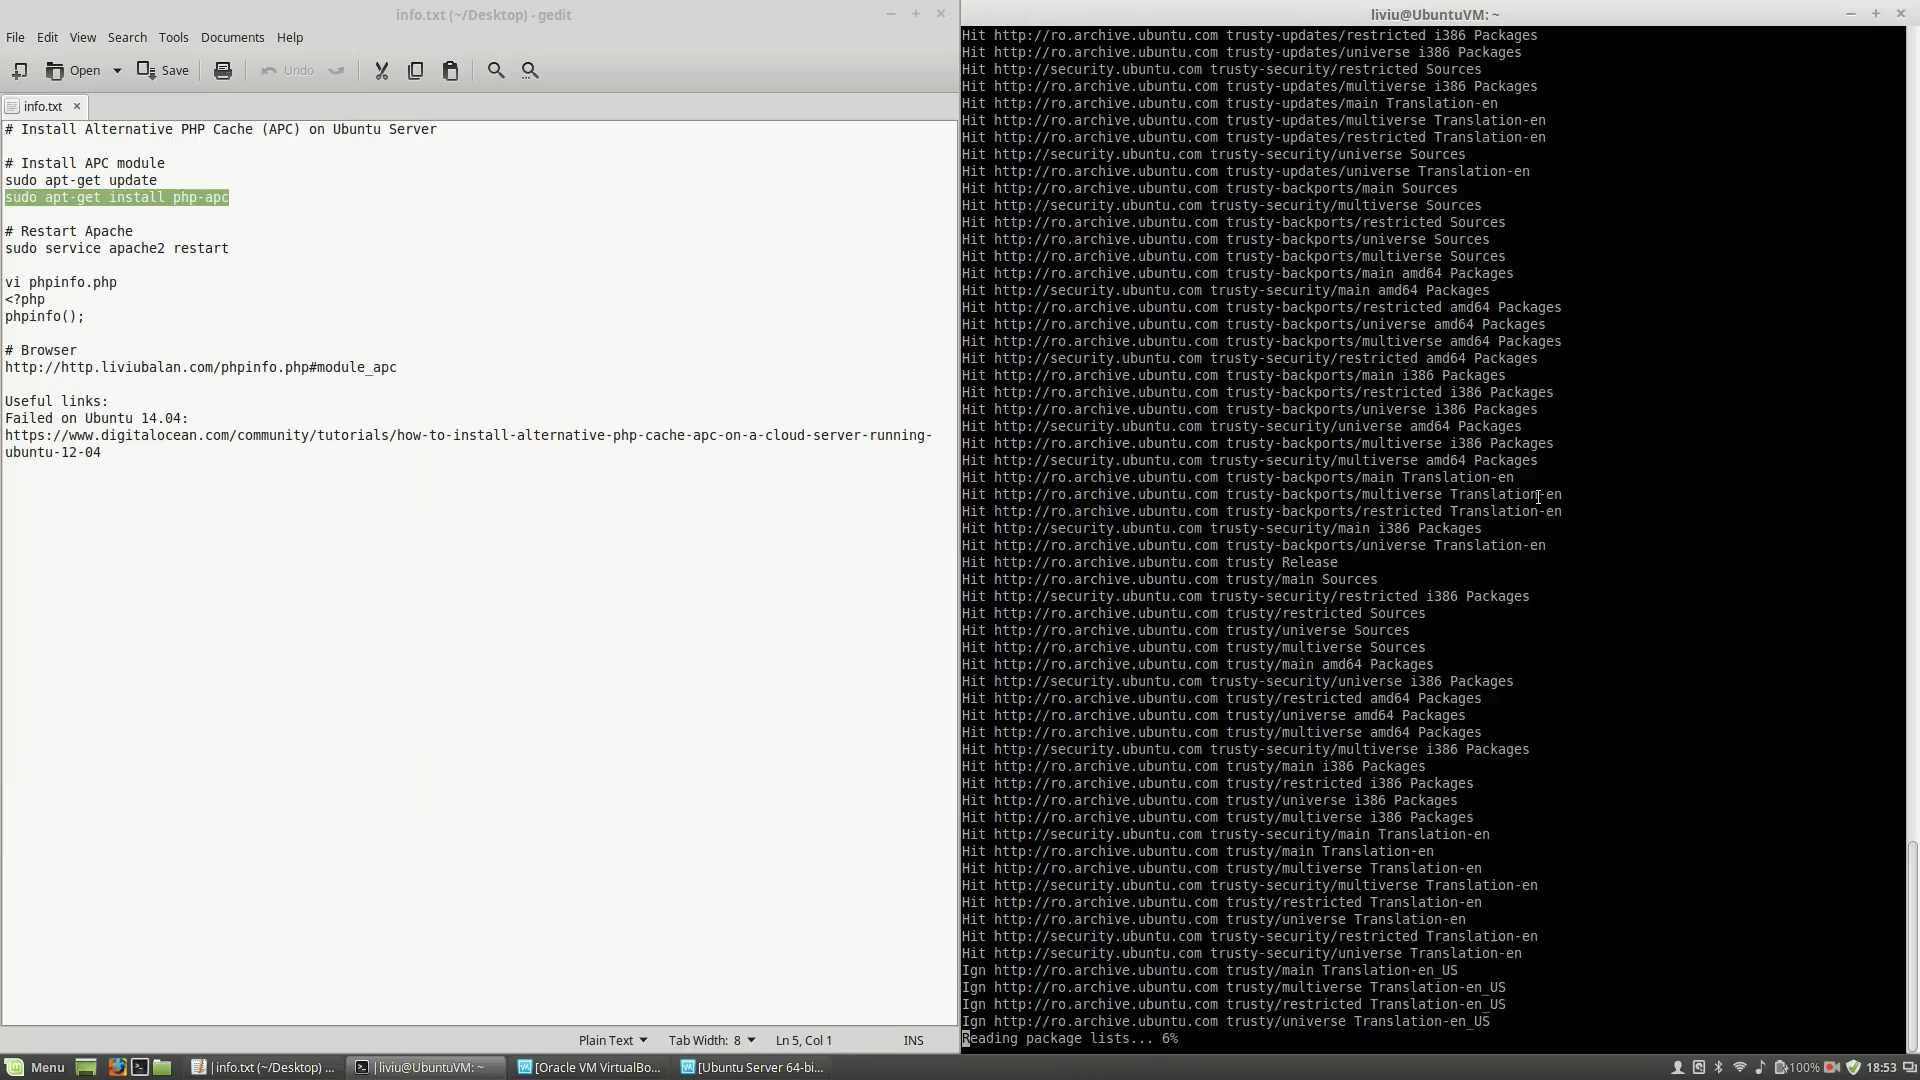 info.txt (~/Desktop) - gedit
File Edit View Search Tools Documents Help
Open Save Undo
info.txt
# Install Alternative PHP Cache (APC) on Ubuntu Server
# Install APC module
sudo apt-get update
sudo apt-get install php-apc
# Restart Apache
sudo service apache2 restart
vi phpinfo.php
<?php
phpinfo();
# Browser
http://http.liviubalan.com/phpinfo.php#module_apc
Useful links:
Failed on Ubuntu 14.04:
https://www.digitalocean.com/community/tutorials/how-to-install-alternative-php-cache-apc-on-a-cloud-server-running-
ubuntu-12-04
Plain Text Tab Width: 8 Ln 5, Col 1 INS
liviu@UbuntuVM: ~
Hit http://ro.archive.ubuntu.com trusty-updates/restricted i386 Packages
Hit http://ro.archive.ubuntu.com trusty-updates/universe i386 Packages
Hit http://security.ubuntu.com trusty-security/restricted Sources
Hit http://ro.archive.ubuntu.com trusty-updates/multiverse i386 Packages
Hit http://ro.archive.ubuntu.com trusty-updates/main Translation-en
Hit http://ro.archive.ubuntu.com trusty-updates/multiverse Translation-en
Hit http://ro.archive.ubuntu.com trusty-updates/restricted Translation-en
Hit http://security.ubuntu.com trusty-security/universe Sources
Hit http://ro.archive.ubuntu.com trusty-updates/universe Translation-en
Hit http://ro.archive.ubuntu.com trusty-backports/main Sources
Hit http://security.ubuntu.com trusty-security/multiverse Sources
Hit http://ro.archive.ubuntu.com trusty-backports/restricted Sources
Hit http://ro.archive.ubuntu.com trusty-backports/universe Sources
Hit http://ro.archive.ubuntu.com trusty-backports/multiverse Sources
Hit http://ro.archive.ubuntu.com trusty-backports/main amd64 Packages
Hit http://security.ubuntu.com trusty-security/main amd64 Packages
Hit http://ro.archive.ubuntu.com trusty-backports/restricted amd64 Packages
Hit http://ro.archive.ubuntu.com trusty-backports/universe amd64 Packages
Hit http://ro.archive.ubuntu.com trusty-backports/multiverse amd64 Packages
Hit http://security.ubuntu.com trusty-security/restricted amd64 Packages
Hit http://ro.archive.ubuntu.com trusty-backports/main i386 Packages
Hit http://ro.archive.ubuntu.com trusty-backports/restricted i386 Packages
Hit http://ro.archive.ubuntu.com trusty-backports/universe i386 Packages
Hit http://security.ubuntu.com trusty-security/universe amd64 Packages
Hit http://ro.archive.ubuntu.com trusty-backports/multiverse i386 Packages
Hit http://security.ubuntu.com trusty-security/multiverse amd64 Packages
Hit http://ro.archive.ubuntu.com trusty-backports/main Translation-en
Hit http://ro.archive.ubuntu.com trusty-backports/multiverse Translation-en
Hit http://ro.archive.ubuntu.com trusty-backports/restricted Translation-en
Hit http://security.ubuntu.com trusty-security/main i386 Packages
Hit http://ro.archive.ubuntu.com trusty-backports/universe Translation-en
Hit http://ro.archive.ubuntu.com trusty Release
Hit http://ro.archive.ubuntu.com trusty/main Sources
Hit http://security.ubuntu.com trusty-security/restricted i386 Packages
Hit http://ro.archive.ubuntu.com trusty/restricted Sources
Hit http://ro.archive.ubuntu.com trusty/universe Sources
Hit http://ro.archive.ubuntu.com trusty/multiverse Sources
Hit http://ro.archive.ubuntu.com trusty/main amd64 Packages
Hit http://security.ubuntu.com trusty-security/universe i386 Packages
Hit http://ro.archive.ubuntu.com trusty/restricted amd64 Packages
Hit http://ro.archive.ubuntu.com trusty/universe amd64 Packages
Hit http://ro.archive.ubuntu.com trusty/multiverse amd64 Packages
Hit http://security.ubuntu.com trusty-security/multiverse i386 Packages
Hit http://ro.archive.ubuntu.com trusty/main i386 Packages
Hit http://ro.archive.ubuntu.com trusty/restricted i386 Packages
Hit http://ro.archive.ubuntu.com trusty/universe i386 Packages
Hit http://ro.archive.ubuntu.com trusty/multiverse i386 Packages
Hit http://security.ubuntu.com trusty-security/main Translation-en
Hit http://ro.archive.ubuntu.com trusty/main Translation-en
Hit http://ro.archive.ubuntu.com trusty/multiverse Translation-en
Hit http://security.ubuntu.com trusty-security/multiverse Translation-en
Hit http://ro.archive.ubuntu.com trusty/restricted Translation-en
Hit http://ro.archive.ubuntu.com trusty/universe Translation-en
Hit http://security.ubuntu.com trusty-security/restricted Translation-en
Hit http://security.ubuntu.com trusty-security/universe Translation-en
Ign http://ro.archive.ubuntu.com trusty/main Translation-en_US
Ign http://ro.archive.ubuntu.com trusty/multiverse Translation-en_US
Ign http://ro.archive.ubuntu.com trusty/restricted Translation-en_US
Ign http://ro.archive.ubuntu.com trusty/universe Translation-en_US
Reading package lists... 6%
Menu info.txt (~/Desktop) ... liviu@UbuntuVM: ~ [Oracle VM VirtualBo... [Ubuntu Server 64-bi... 100% 18:53